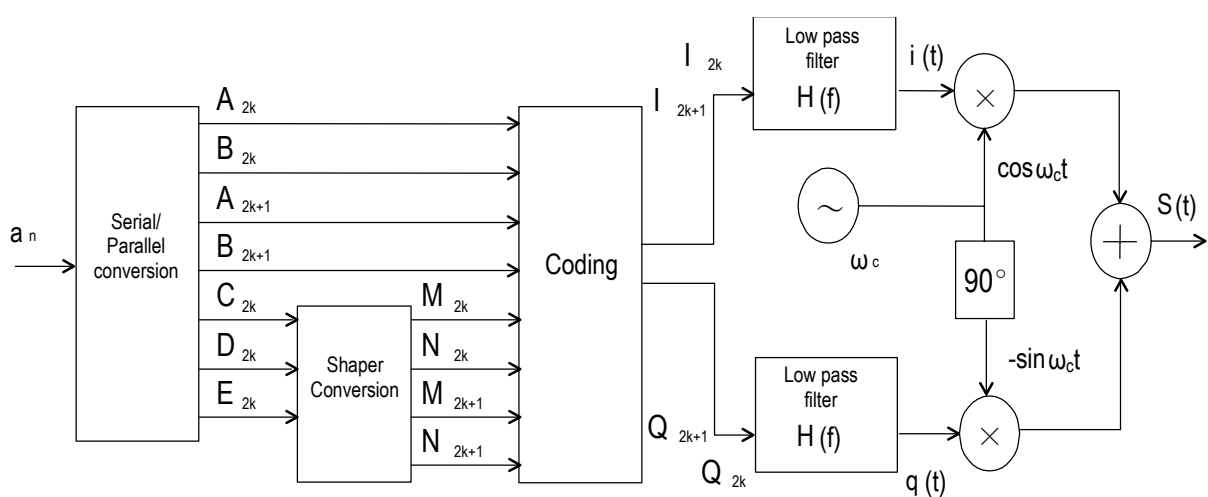 a n
Serial/
Parallel
conversion
A 2k
B 2k
A 2k+1
B 2k+1
C 2k
D 2k
E 2k
Shaper
Conversion
M 2k
N 2k
M 2k+1
N 2k+1
Coding
I 2k
I 2k+1
Q 2k+1
Q 2k
Low pass
filter
H (f)
i (t)
×
cos ωct
~
ω c
90°
-sin ωct
Low pass
filter
H (f)
q (t)
×
+
S(t)